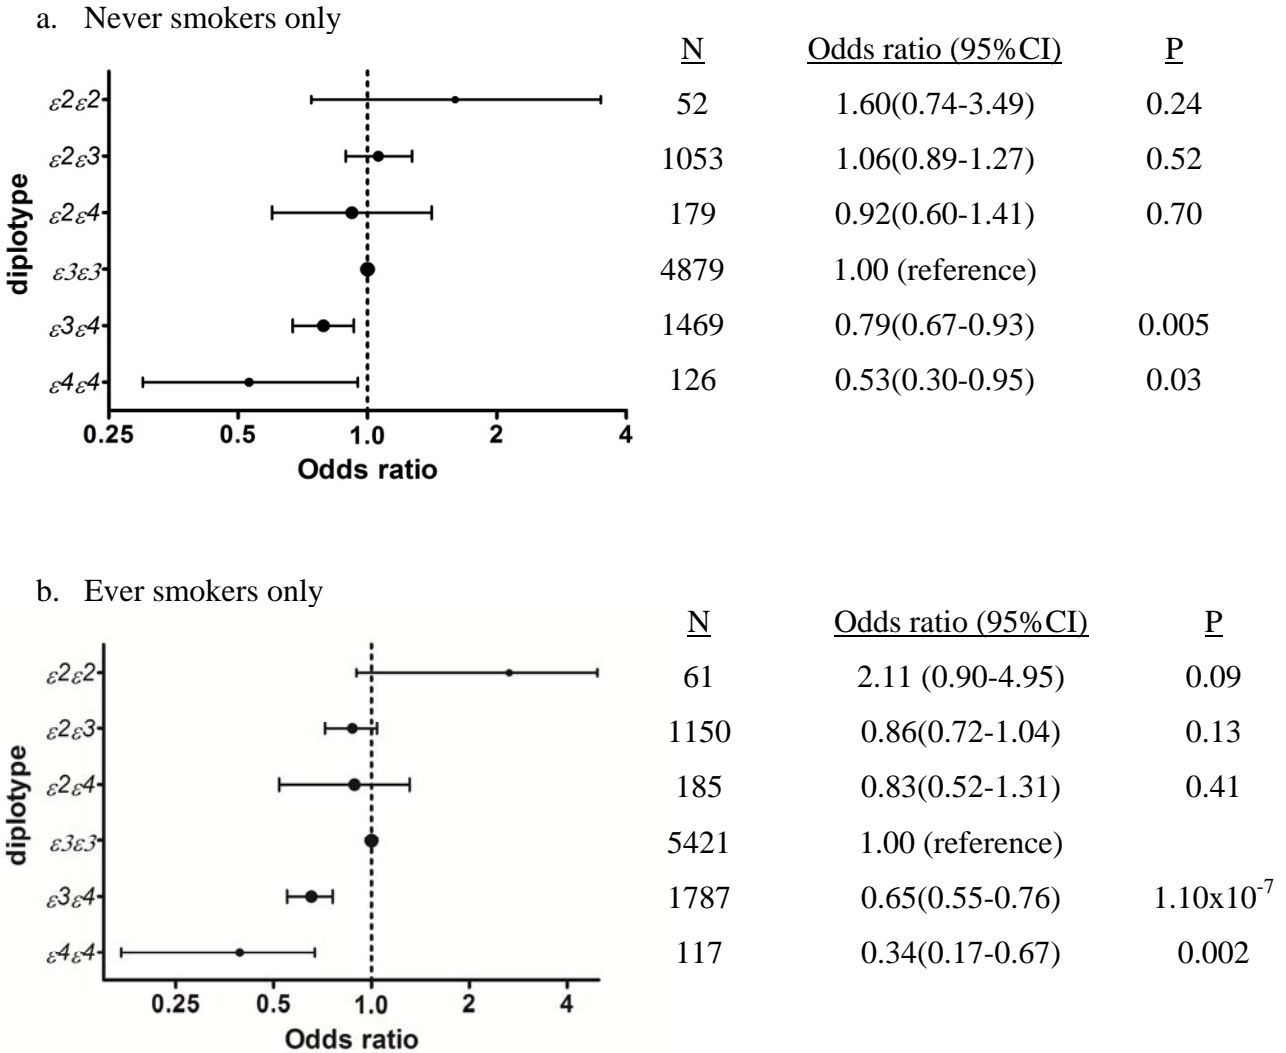 a. Never smokers only
N Odds ratio (95%CI) P
ε2ε2 52 1.60(0.74-3.49) 0.24
ε2ε3 1053 1.06(0.89-1.27) 0.52
ε2ε4 179 0.92(0.60-1.41) 0.70
ε3ε3 4879 1.00 (reference)
ε3ε4 1469 0.79(0.67-0.93) 0.005
ε4ε4 126 0.53(0.30-0.95) 0.03
diplotype
0.25 0.5 1.0 2 4
Odds ratio
b. Ever smokers only
N Odds ratio (95%CI) P
ε2ε2 61 2.11 (0.90-4.95) 0.09
ε2ε3 1150 0.86(0.72-1.04) 0.13
ε2ε4 185 0.83(0.52-1.31) 0.41
ε3ε3 5421 1.00 (reference)
ε3ε4 1787 0.65(0.55-0.76) 1.10x10⁻⁷
ε4ε4 117 0.34(0.17-0.67) 0.002
diplotype
0.25 0.5 1.0 2 4
Odds ratio